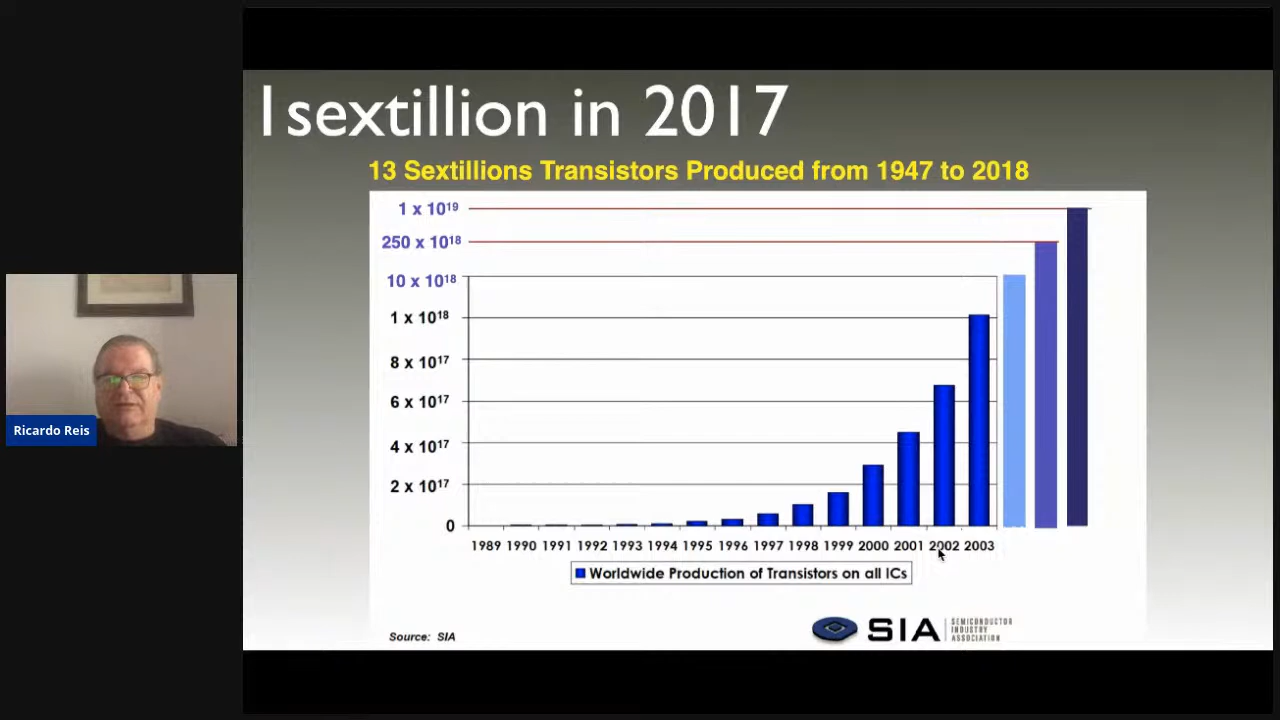 1sextillion in 2017
13 Sextillions Transistors Produced from 1947 to 2018
1 x 10¹⁹
250 x 10¹⁸
10 x 10¹⁸
1 x 10¹⁸
8 x 10¹⁷
6 x 10¹⁷
4 x 10¹⁷
2 x 10¹⁷
0
1989 1990 1991 1992 1993 1994 1995 1996 1997 1998 1999 2000 2001 2002 2003
Worldwide Production of Transistors on all ICs
Source: SIA
SIA
SEMICONDUCTOR
INDUSTRY
ASSOCIATION
Ricardo Reis